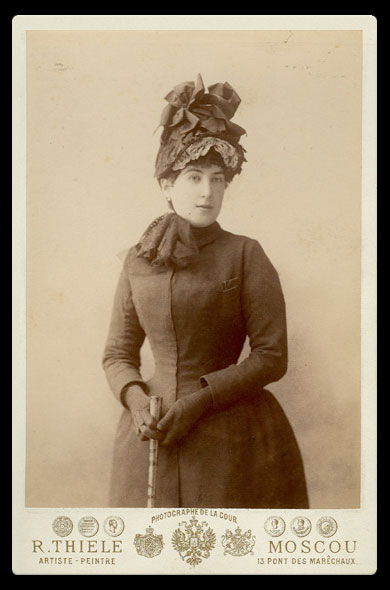 PHOTOGRAPHE DE LA COUR
R. THIELE MOSCOU
ARTISTE - PEINTRE 13 PONT DES MARÉCHAUX.